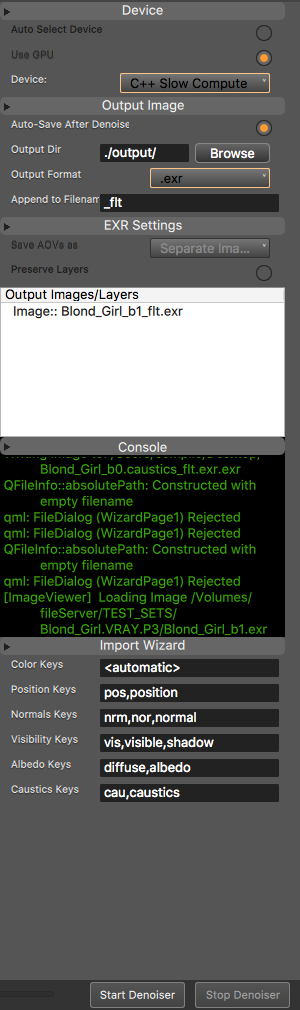 Device
Auto Select Device
Use GPU
Device: C++ Slow Compute
Output Image
Auto-Save After Denoise
Output Dir ./output/ Browse
Output Format .exr
Append to Filenam _flt
EXR Settings
Save AOVs as Separate Ima...
Preserve Layers
Output Images/Layers
Image:: Blond_Girl_b1_flt.exr
Console
Blond_Girl_b0.caustics_flt.exr.exr
QFileInfo::absolutePath: Constructed with
empty filename
qml: FileDialog (WizardPage1) Rejected
qml: FileDialog (WizardPage1) Rejected
QFileInfo::absolutePath: Constructed with
empty filename
qml: FileDialog (WizardPage1) Rejected
[ImageViewer] Loading Image /Volumes/
fileServer/TEST_SETS/
Blond_Girl.VRAY.P3/Blond_Girl_b1.exr
Import Wizard
Color Keys <automatic>
Position Keys pos,position
Normals Keys nrm,nor,normal
Visibility Keys vis,visible,shadow
Albedo Keys diffuse,albedo
Caustics Keys cau,caustics
Start Denoiser Stop Denoiser